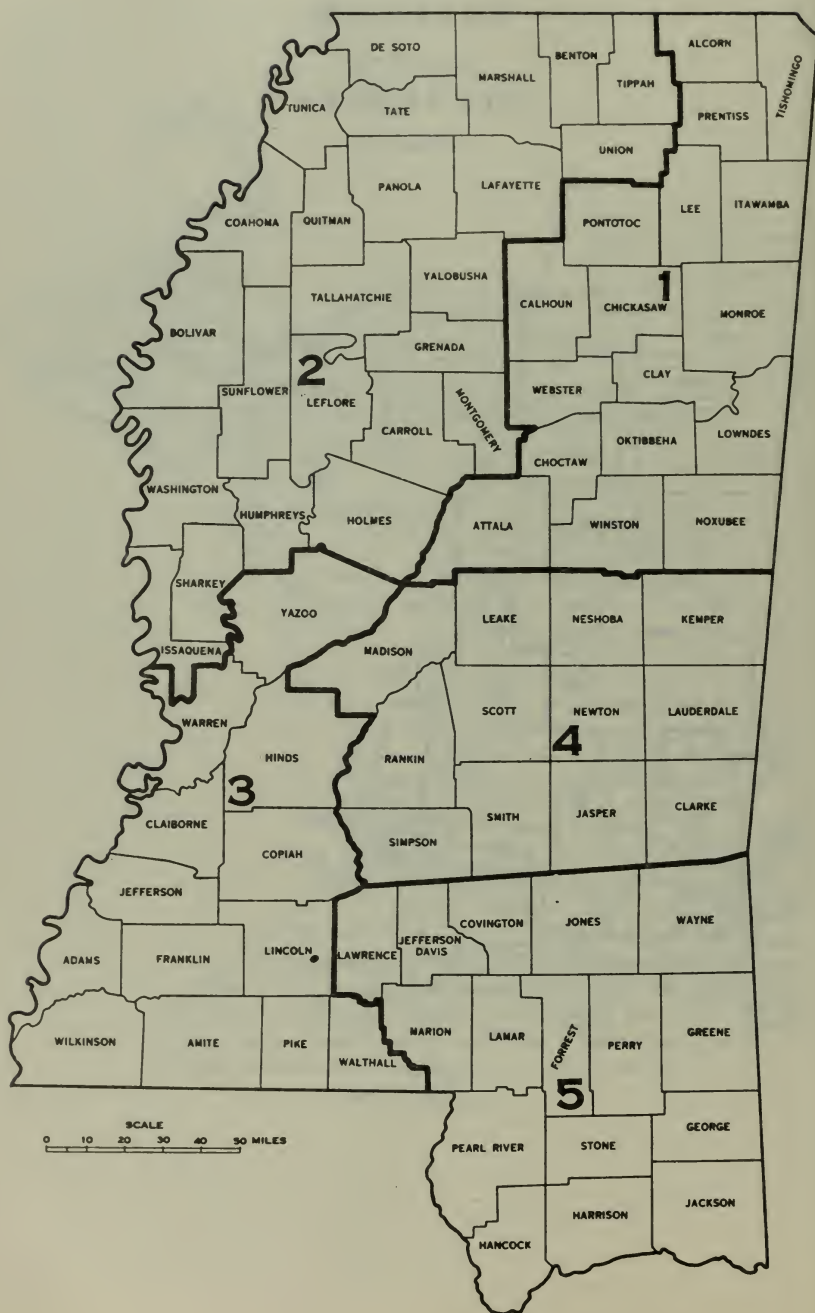 DE SOTO
MARSHALL
BENTON
TIPPAH
ALCORN
TISHOMINGO
TUNICA
TATE
PRENTISS
UNION
PANOLA
LAFAYETTE
COAHOMA
QUITMAN
PONTOTOC
LEE
ITAWAMBA
TALLAHATCHIE
YALOBUSHA
CALHOUN
CHICKASAW
1
MONROE
BOLIVAR
GRENADA
2
SUNFLOWER
LEFLORE
CLAY
WEBSTER
CARROLL
MONTGOMERY
CHOCTAW
OKTIBBEHA
LOWNDES
WASHINGTON
HUMPHREYS
HOLMES
ATTALA
WINSTON
NOXUBEE
SHARKEY
YAZOO
LEAKE
NESHOBA
KEMPER
ISSAQUENA
MADISON
WARREN
SCOTT
NEWTON
LAUDERDALE
4
HINDS
RANKIN
3
CLAIBORNE
SMITH
JASPER
CLARKE
COPIAH
SIMPSON
JEFFERSON
COVINGTON
JONES
WAYNE
ADAMS
FRANKLIN
LINCOLN
LAWRENCE
JEFFERSON
DAVIS
WILKINSON
AMITE
PIKE
WALTHALL
MARION
LAMAR
FORREST
PERRY
GREENE
5
SCALE
0 10 20 30 40 50 MILES
PEARL RIVER
STONE
GEORGE
HANCOCK
HARRISON
JACKSON